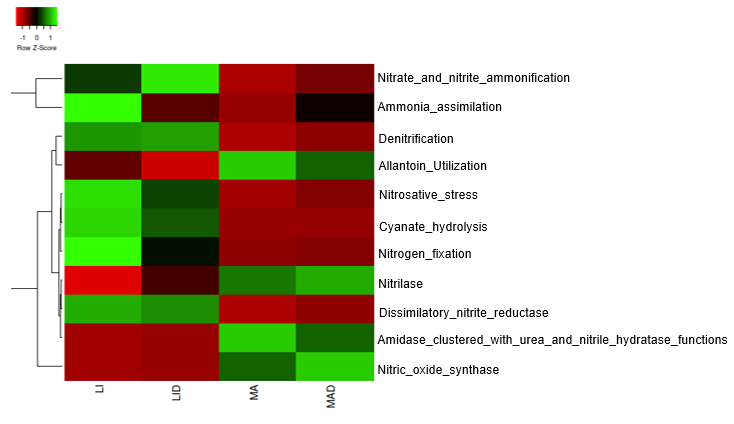 -1 0 1
Row Z-Score
Nitrate_and_nitrite_ammonification
Ammonia_assimilation
Denitrification
Allantoin_Utilization
Nitrosative_stress
Cyanate_hydrolysis
Nitrogen_fixation
Nitrilase
Dissimilatory_nitrite_reductase
Amidase_clustered_with_urea_and_nitrile_hydratase_functions
Nitric_oxide_synthase
LI LID MA MAD